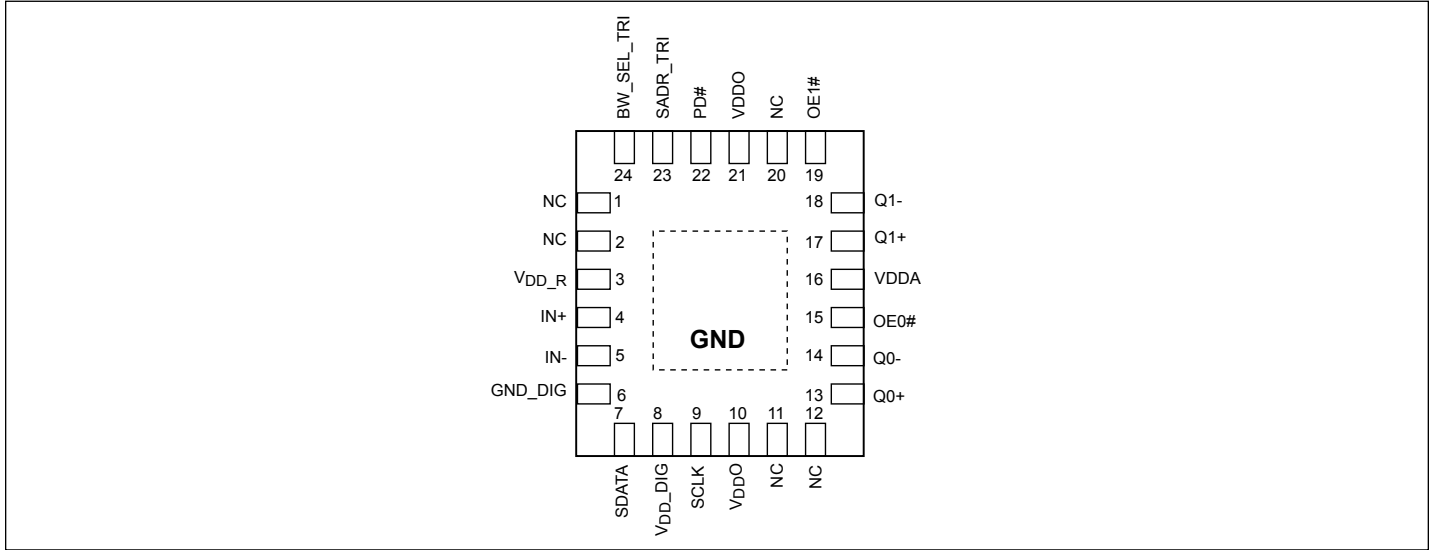 BW_SEL_TRI
SADR_TRI
PD#
VDDO
NC
OE1#
24 23 22 21 20 19
NC 1
NC 2
VDD_R 3
IN+ 4
IN- 5
GND_DIG 6
18 Q1-
17 Q1+
16 VDDA
15 OE0#
14 Q0-
13 Q0+
GND
7 8 9 10 11 12
SDATA
VDD_DIG
SCLK
VDDO
NC
NC